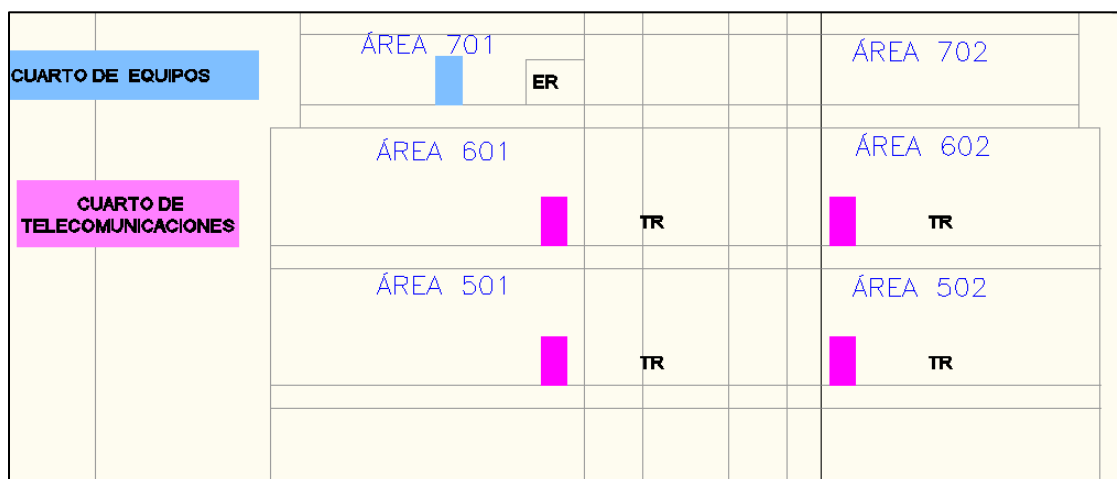 ÁREA 701
ÁREA 702
CUARTO DE EQUIPOS
ER
ÁREA 601
ÁREA 602
CUARTO DE
TELECOMUNICACIONES
TR
TR
ÁREA 501
ÁREA 502
TR
TR